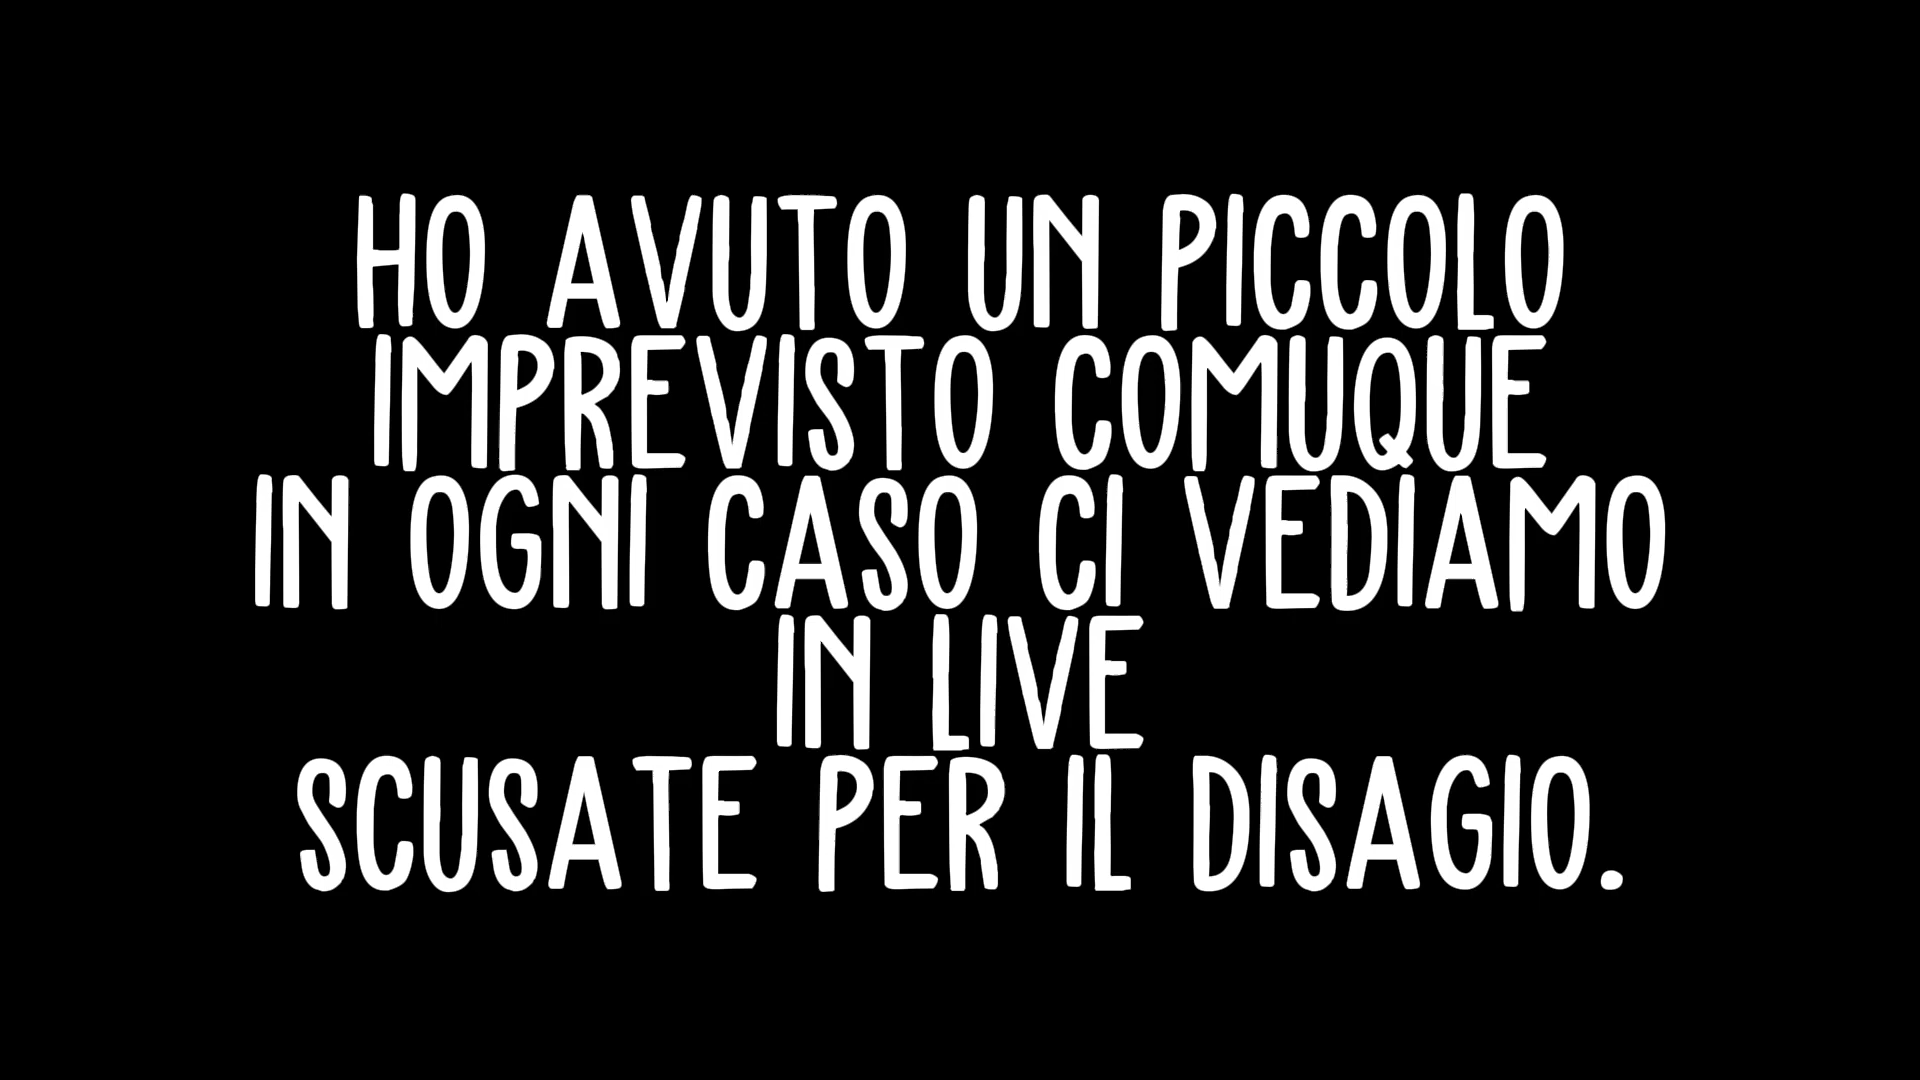 HO AVUTO UN PICCOLO
IMPREVISTO COMUQUE
IN OGNI CASO CI VEDIAMO
IN LIVE
SCUSATE PER IL DISAGIO.